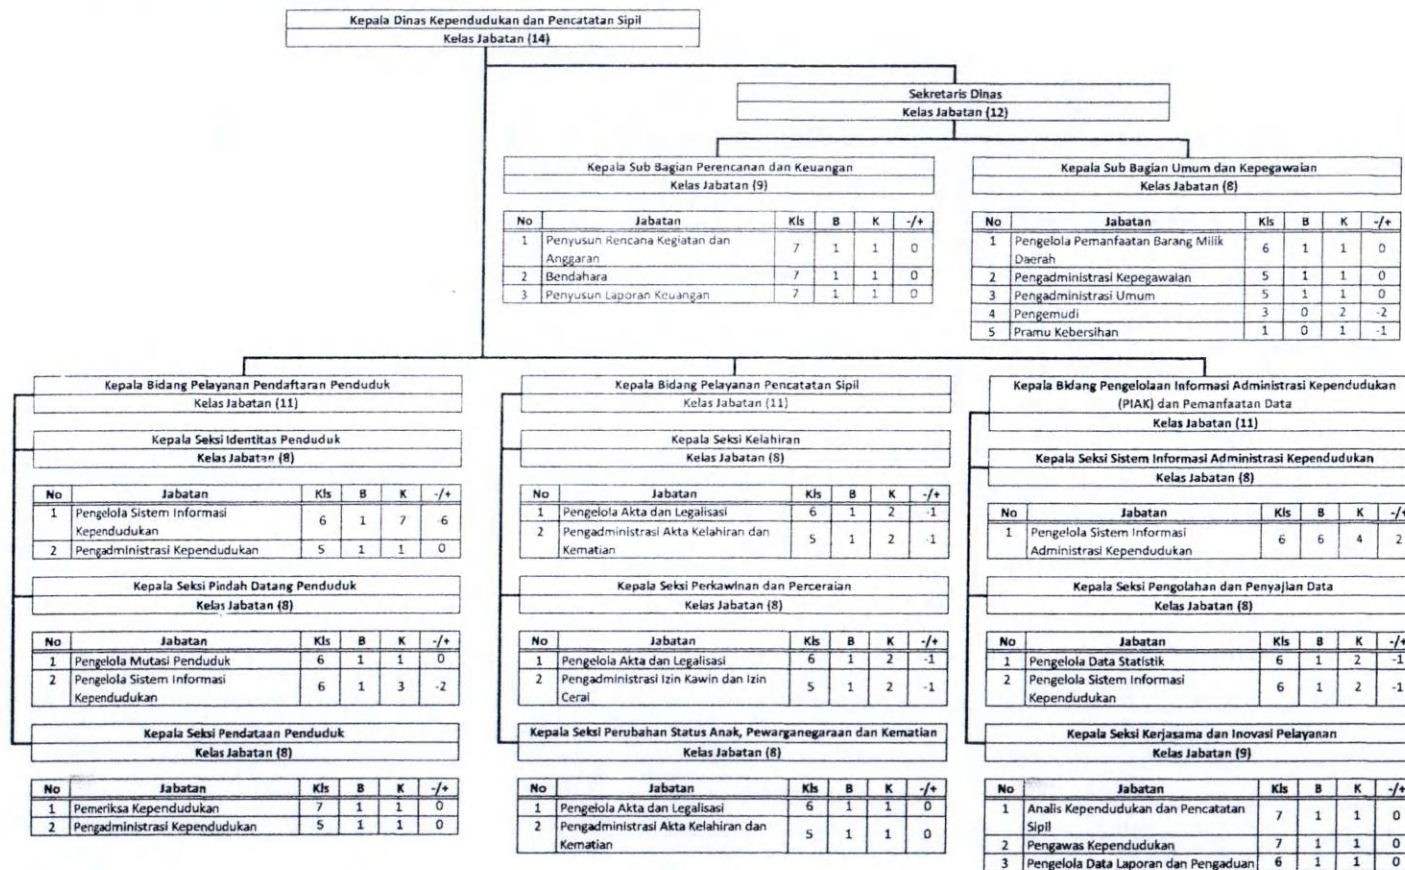 Kepala Dinas Kependudukan dan Pencatatan Sipil
Kelas Jabatan (14)
Sekretaris Dinas
Kelas Jabatan (12)
Kepala Sub Bagian Perencanan dan Keuangan
Kelas Jabatan (9)
No Jabatan Kls B K -/+
1 Penyusun Rencana Kegiatan dan
Anggaran 7 1 1 0
2 Bendahara 7 1 1 0
3 Penyusun Laporan Keuangan 7 1 1 0
Kepala Sub Bagian Umum dan Kepegawaian
Kelas Jabatan (8)
No Jabatan Kls B K -/+
1 Pengelola Pemanfaatan Barang Milik
Daerah 6 1 1 0
2 Pengadministrasi Kepegawaian 5 1 1 0
3 Pengadministrasi Umum 5 1 1 0
4 Pengemudi 3 0 2 -2
5 Pramu Kebersihan 1 0 1 -1
Kepala Bidang Pelayanan Pendaftaran Penduduk
Kelas Jabatan (11)
Kepala Seksi Identitas Penduduk
Kelas Jabatan (8)
No Jabatan Kls B K -/+
1 Pengelola Sistem Informasi
Kependudukan 6 1 7 -6
2 Pengadministrasi Kependudukan 5 1 1 0
Kepala Seksi Pindah Datang Penduduk
Kelas Jabatan (8)
No Jabatan Kls B K -/+
1 Pengelola Mutasi Penduduk 6 1 1 0
2 Pengelola Sistem Informasi
Kependudukan 6 1 3 -2
Kepala Seksi Pendataan Penduduk
Kelas Jabatan (8)
No Jabatan Kls B K -/+
1 Pemeriksa Kependudukan 7 1 1 0
2 Pengadministrasi Kependudukan 5 1 1 0
Kepala Bidang Pelayanan Pencatatan Sipil
Kelas Jabatan (11)
Kepala Seksi Kelahiran
Kelas Jabatan (8)
No Jabatan Kls B K -/+
1 Pengelola Akta dan Legalisasi 6 1 2 -1
2 Pengadministrasi Akta Kelahiran dan
Kematian 5 1 2 -1
Kepala Seksi Perkawinan dan Perceraian
Kelas Jabatan (8)
No Jabatan Kls B K -/+
1 Pengelola Akta dan Legalisasi 6 1 2 -1
2 Pengadministrasi Izin Kawin dan Izin
Cerai 5 1 2 -1
Kepala Seksi Perubahan Status Anak, Pewarganegaraan dan Kematian
Kelas Jabatan (8)
No Jabatan Kls B K -/+
1 Pengelola Akta dan Legalisasi 6 1 1 0
2 Pengadministrasi Akta Kelahiran dan
Kematian 5 1 1 0
Kepala Bidang Pengelolaan Informasi Administrasi Kependudukan
(PIAK) dan Pemanfaatan Data
Kelas Jabatan (11)
Kepala Seksi Sistem Informasi Administrasi Kependudukan
Kelas Jabatan (8)
No Jabatan Kls B K -/+
1 Pengelola Sistem Informasi
Administrasi Kependudukan 6 6 4 2
Kepala Seksi Pengolahan dan Penyajian Data
Kelas Jabatan (8)
No Jabatan Kls B K -/+
1 Pengelola Data Statistik 6 1 2 -1
2 Pengelola Sistem Informasi
Kependudukan 6 1 2 -1
Kepala Seksi Kerjasama dan Inovasi Pelayanan
Kelas Jabatan (9)
No Jabatan Kls B K -/+
1 Analis Kependudukan dan Pencatatan
Sipil 7 1 1 0
2 Pengawas Kependudukan 7 1 1 0
3 Pengelola Data Laporan dan Pengaduan 6 1 1 0